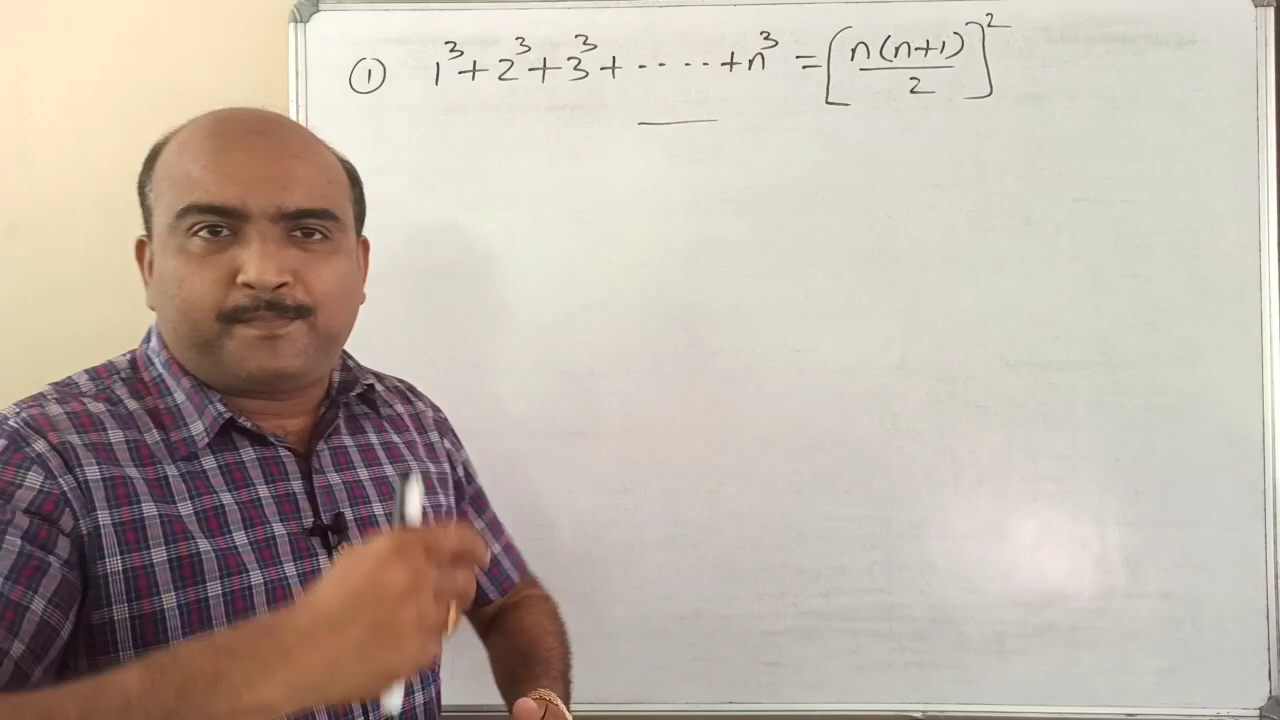 ① 1³+2³+3³+.....+n³ = [n(n+1)/2]²